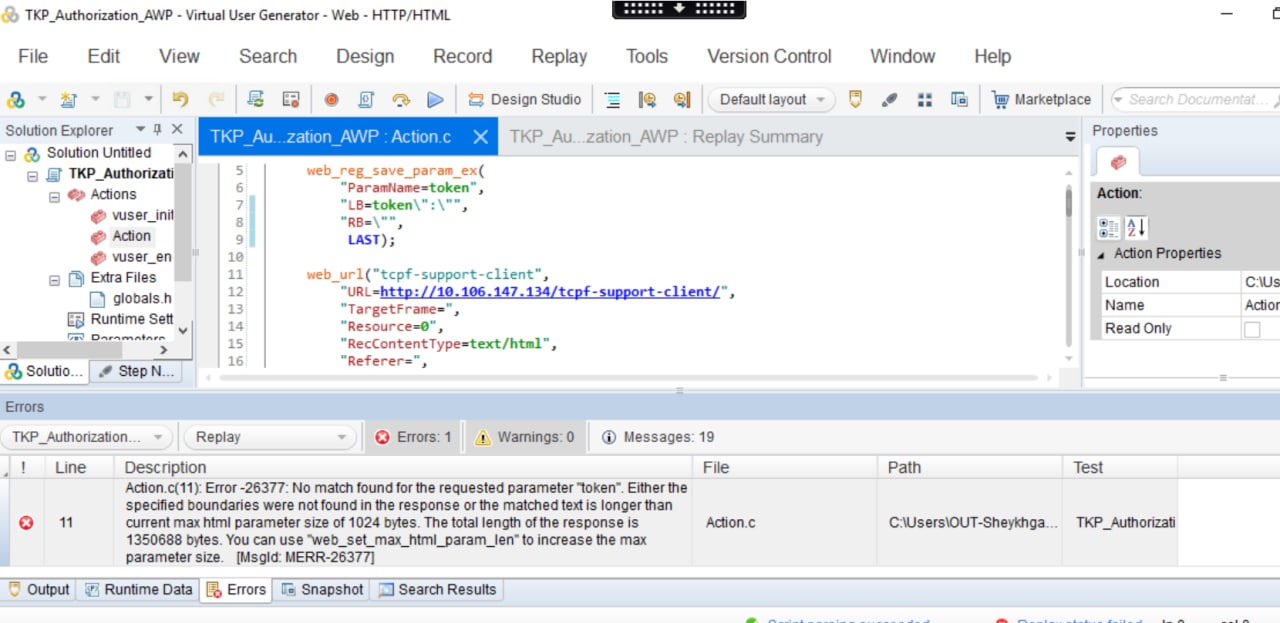 TKP_Authorization_AWP - Virtual User Generator - Web - HTTP/HTML
File Edit View Search Design Record Replay Tools Version Control Window Help
Design Studio Default layout Marketplace Search Documentat...
Solution Explorer
Solution Untitled
TKP_Authorizati
Actions
vuser_init
Action
vuser_en
Extra Files
globals.h
Runtime Sett
Parameters
Solutio... Step N...
TKP_Au...zation_AWP : Action.c TKP_Au...zation_AWP : Replay Summary
5 web_reg_save_param_ex(
6 "ParamName=token",
7 "LB=token\":\"",
8 "RB=\"",
9 LAST);
10
11 web_url("tcpf-support-client",
12 "URL=http://10.106.147.134/tcpf-support-client/",
13 "TargetFrame=",
14 "Resource=0",
15 "RecContentType=text/html",
16 "Referer=",
Properties
Action:
Action Properties
Location C:\Us
Name Action
Read Only
Errors
TKP_Authorization... Replay Errors: 1 Warnings: 0 Messages: 19
! Line Description File Path Test
Action.c(11): Error -26377: No match found for the requested parameter "token". Either the
specified boundaries were not found in the response or the matched text is longer than
11 current max html parameter size of 1024 bytes. The total length of the response is Action.c C:\Users\OUT-Sheykhga... TKP_Authorizati
1350688 bytes. You can use "web_set_max_html_param_len" to increase the max
parameter size. [MsgId: MERR-26377]
Output Runtime Data Errors Snapshot Search Results
Script parsing succeeded Replay status failed